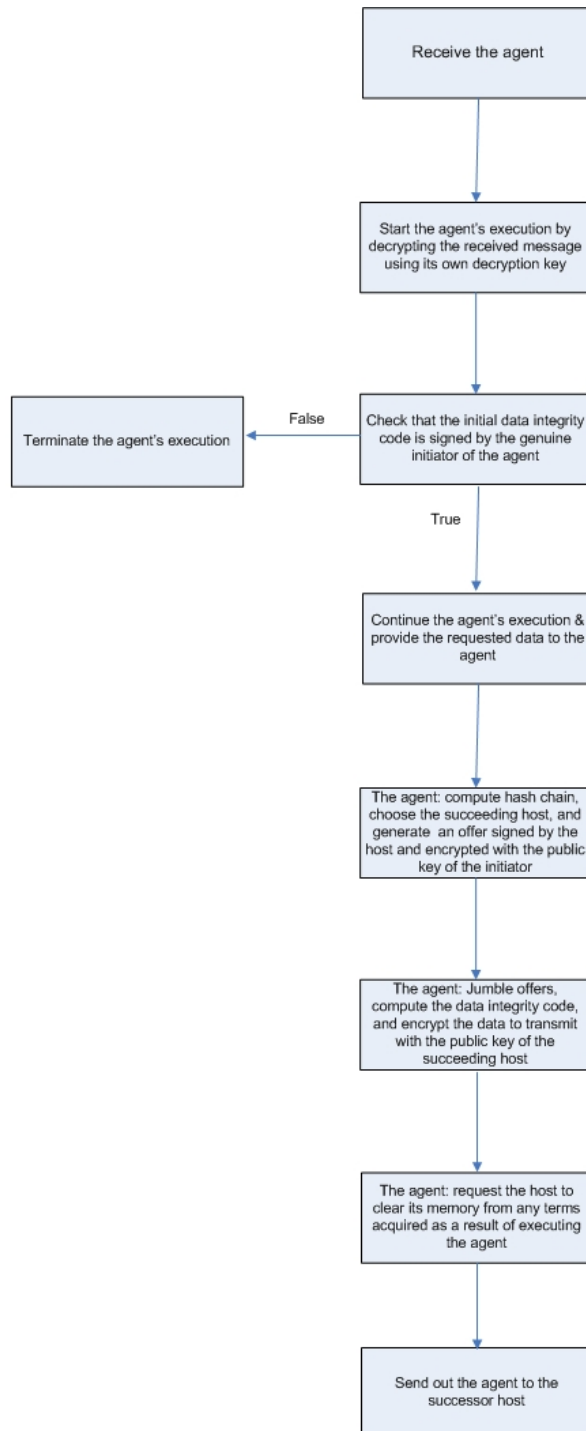 Receive the agent
Start the agent's execution by
decrypting the received message
using its own decryption key
False
Terminate the agent's execution
Check that the initial data integrity
code is signed by the genuine
initiator of the agent
True
Continue the agent's execution &
provide the requested data to the
agent
The agent: compute hash chain,
choose the succeeding host, and
generate an offer signed by the
host and encrypted with the public
key of the initiator
The agent: Jumble offers,
compute the data integrity code,
and encrypt the data to transmit
with the public key of the
succeeding host
The agent: request the host to
clear its memory from any terms
acquired as a result of executing
the agent
Send out the agent to the
successor host